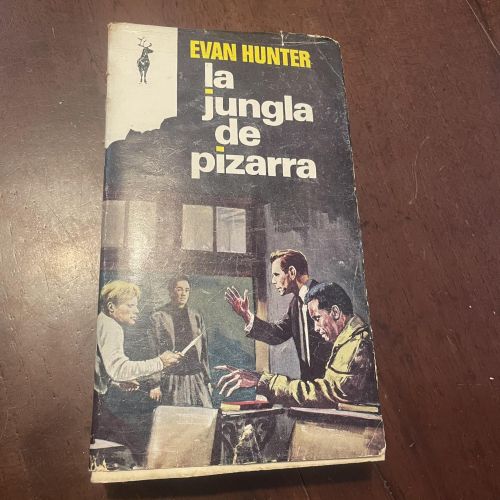 EVAN HUNTER
la
jungla
de
pizarra